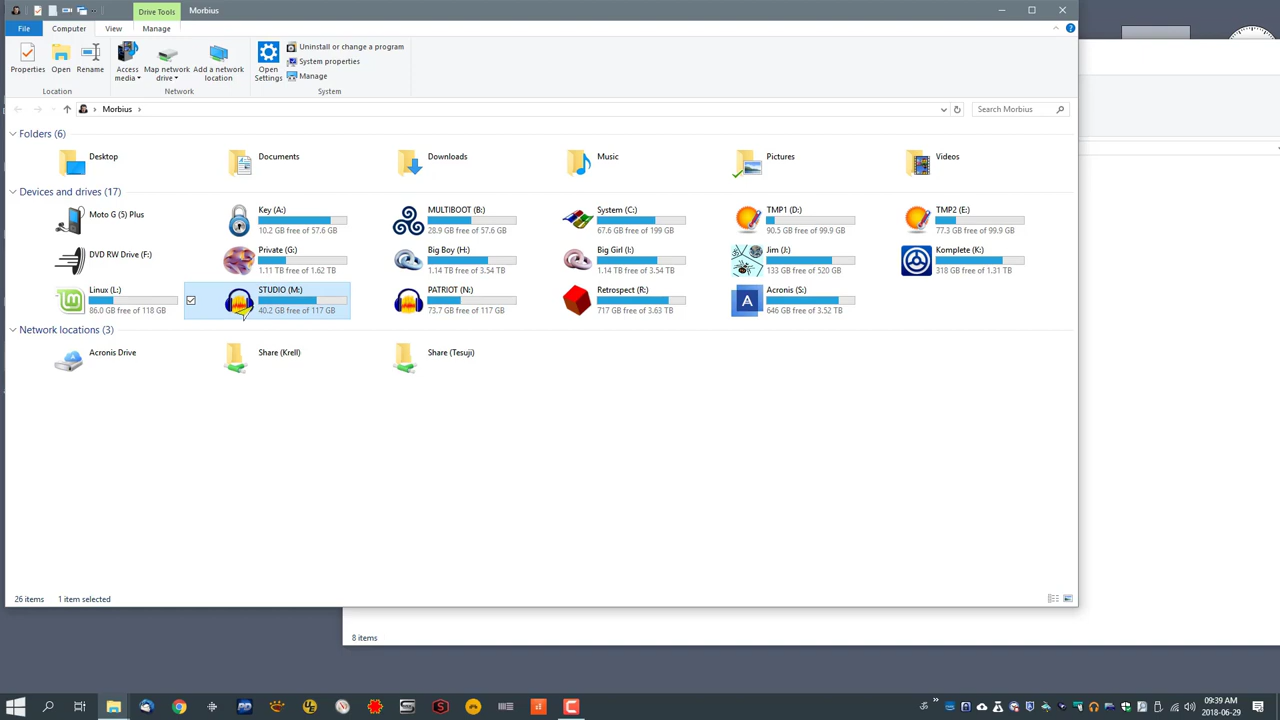 Drive Tools
Morbius
File
Computer
View
Manage
Properties
Open
Rename
Access media
Map network drive
Add a network location
Open Settings
Uninstall or change a program
System properties
Manage
Location
Network
System
Morbius
Search Morbius
Folders (6)
Desktop
Documents
Downloads
Music
Pictures
Videos
Devices and drives (17)
Moto G (5) Plus
Key (A:)
10.2 GB free of 57.6 GB
MULTIBOOT (B:)
28.9 GB free of 57.6 GB
System (C:)
67.6 GB free of 199 GB
TMP1 (D:)
90.5 GB free of 99.9 GB
TMP2 (E:)
77.3 GB free of 99.9 GB
DVD RW Drive (F:)
Private (G:)
1.11 TB free of 1.62 TB
Big Boy (H:)
1.14 TB free of 3.54 TB
Big Girl (I:)
1.14 TB free of 3.54 TB
Jim (J:)
133 GB free of 520 GB
Komplete (K:)
318 GB free of 1.31 TB
Linux (L:)
86.0 GB free of 118 GB
STUDIO (M:)
40.2 GB free of 117 GB
PATRIOT (N:)
73.7 GB free of 117 GB
Retrospect (R:)
717 GB free of 3.63 TB
Acronis (S:)
646 GB free of 3.52 TB
Network locations (3)
Acronis Drive
Share (Krell)
Share (Tesuji)
26 items
1 item selected
8 items
09:39 AM
2018-06-29